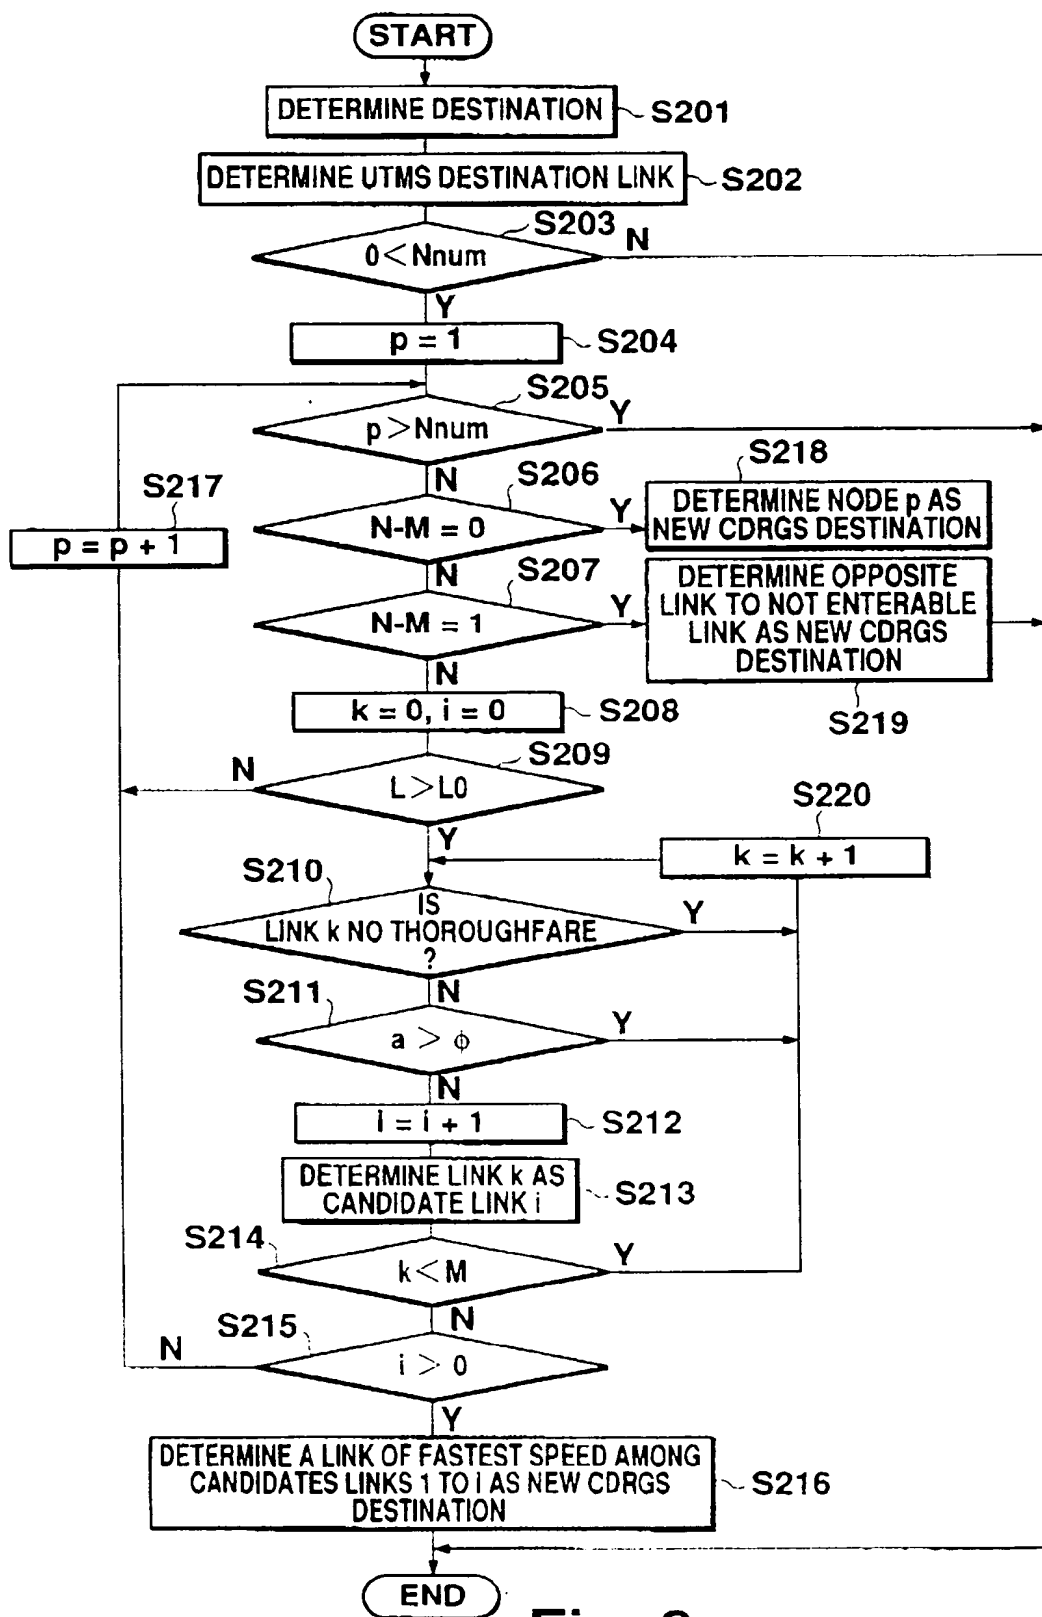 START
DETERMINE DESTINATION
S201
DETERMINE UTMS DESTINATION LINK
S202
S203
0<Nnum
N
Y
p = 1
S204
S205
p>Nnum
Y
N
S206
N-M = 0
Y
S218
DETERMINE NODE p AS
NEW CDRGS DESTINATION
S217
p = p + 1
N
S207
N-M = 1
Y
DETERMINE OPPOSITE
LINK TO NOT ENTERABLE
LINK AS NEW CDRGS
DESTINATION
S219
N
k = 0, i = 0
S208
S209
L>L0
N
Y
S220
k = k + 1
S210
IS
LINK k NO THOROUGHFARE
?
Y
N
S211
a > ϕ
Y
N
i = i + 1
S212
DETERMINE LINK k AS
CANDIDATE LINK i
S213
S214
k<M
Y
N
S215
i > 0
N
Y
DETERMINE A LINK OF FASTEST SPEED AMONG
CANDIDATES LINKS 1 TO i AS NEW CDRGS
DESTINATION
S216
END